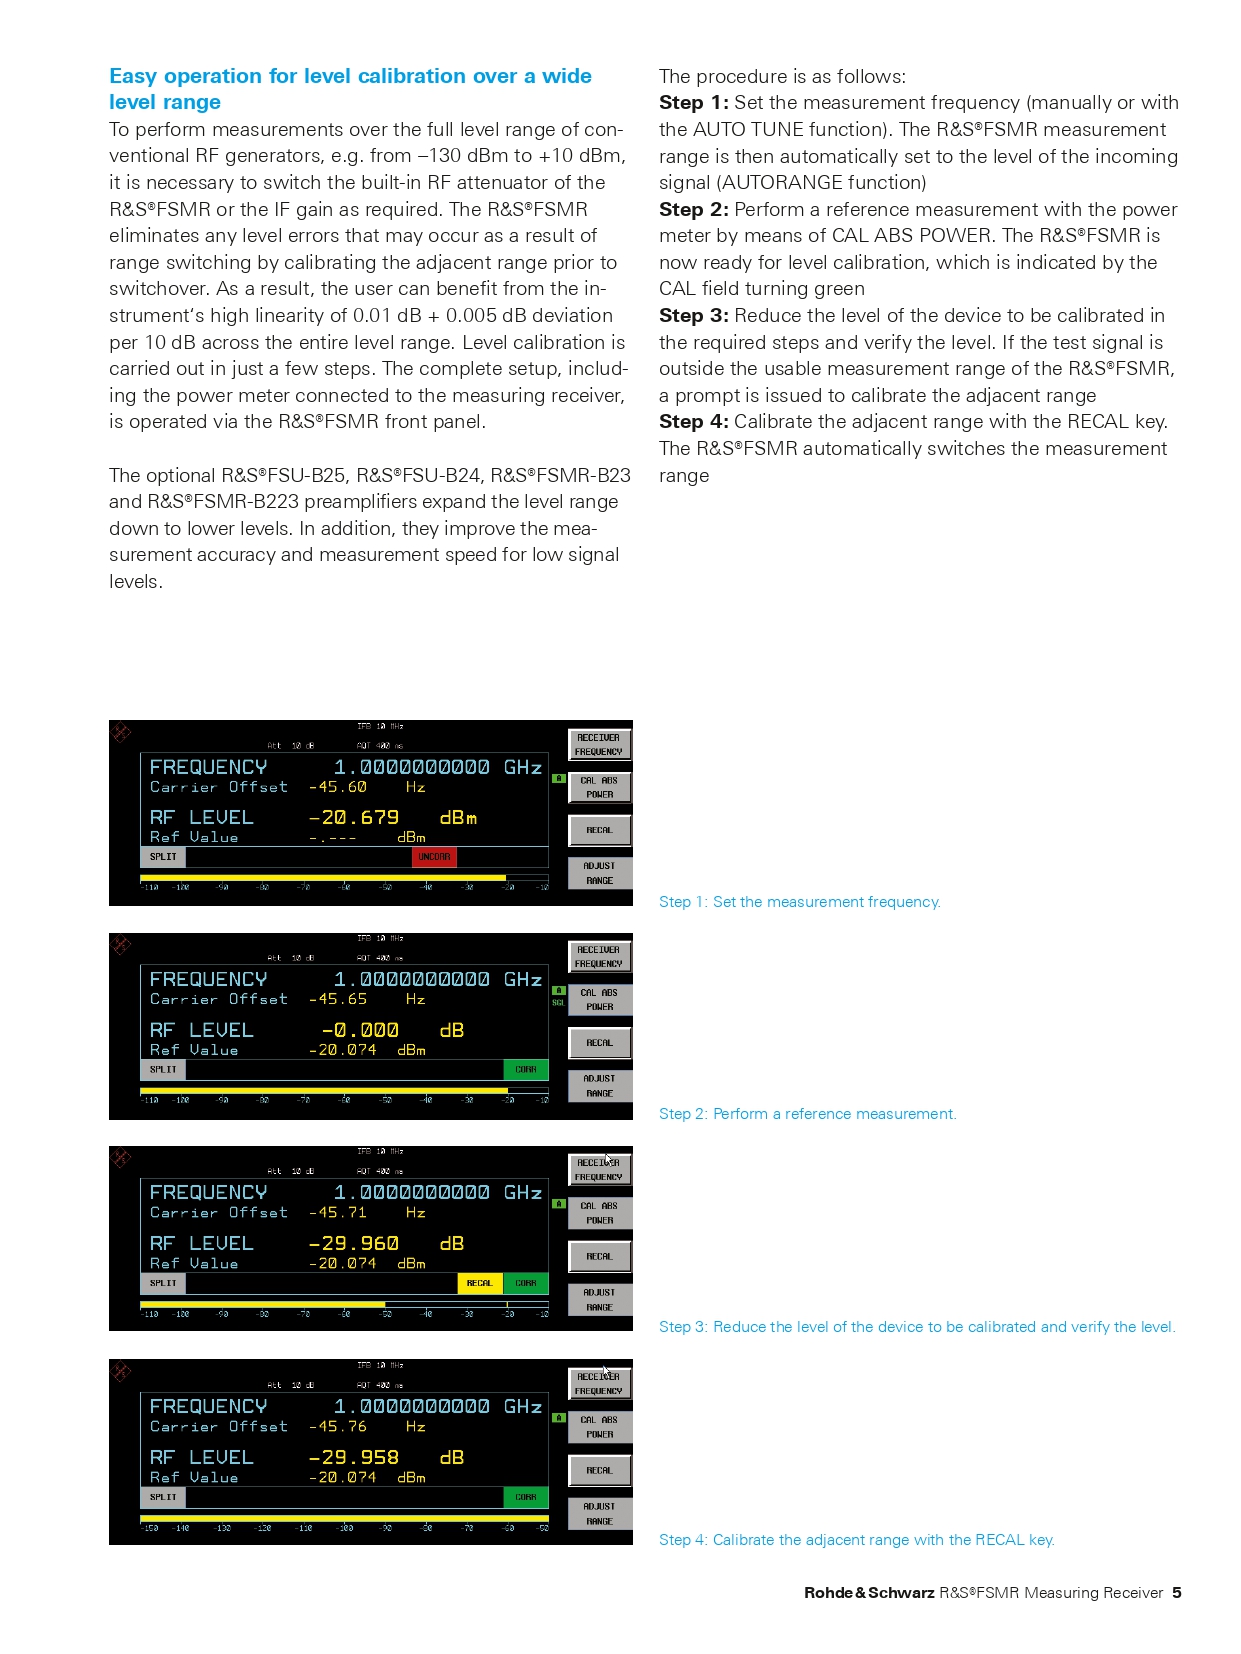 Easy operation for level calibration over a wide
level range
To perform measurements over the full level range of con-
ventional RF generators, e.g. from –130 dBm to +10 dBm,
it is necessary to switch the built-in RF attenuator of the
R&S®FSMR or the IF gain as required. The R&S®FSMR
eliminates any level errors that may occur as a result of
range switching by calibrating the adjacent range prior to
switchover. As a result, the user can benefit from the in-
strument‘s high linearity of 0.01 dB + 0.005 dB deviation
per 10 dB across the entire level range. Level calibration is
carried out in just a few steps. The complete setup, includ-
ing the power meter connected to the measuring receiver,
is operated via the R&S®FSMR front panel.
The optional R&S®FSU-B25, R&S®FSU-B24, R&S®FSMR-B23
and R&S®FSMR-B223 preamplifiers expand the level range
down to lower levels. In addition, they improve the mea-
surement accuracy and measurement speed for low signal
levels.
The procedure is as follows:
Step 1: Set the measurement frequency (manually or with
the AUTO TUNE function). The R&S®FSMR measurement
range is then automatically set to the level of the incoming
signal (AUTORANGE function)
Step 2: Perform a reference measurement with the power
meter by means of CAL ABS POWER. The R&S®FSMR is
now ready for level calibration, which is indicated by the
CAL field turning green
Step 3: Reduce the level of the device to be calibrated in
the required steps and verify the level. If the test signal is
outside the usable measurement range of the R&S®FSMR,
a prompt is issued to calibrate the adjacent range
Step 4: Calibrate the adjacent range with the RECAL key.
The R&S®FSMR automatically switches the measurement
range
IFB 10 MHz
Att 10 dB AQT 400 ms
FREQUENCY 1.0000000000 GHz
Carrier Offset -45.60 Hz
RF LEVEL -20.679 dBm
Ref Value -.--- dBm
SPLIT UNCORR
-110 -100 -90 -80 -70 -60 -50 -40 -30 -20 -10
A
RECEIVER
FREQUENCY
CAL ABS
POWER
RECAL
ADJUST
RANGE
Step 1: Set the measurement frequency.
IFB 10 MHz
Att 10 dB AQT 400 ms
FREQUENCY 1.0000000000 GHz
Carrier Offset -45.65 Hz
RF LEVEL -0.000 dB
Ref Value -20.074 dBm
SPLIT CORR
-110 -100 -90 -80 -70 -60 -50 -40 -30 -20 -10
A
SGL
RECEIVER
FREQUENCY
CAL ABS
POWER
RECAL
ADJUST
RANGE
Step 2: Perform a reference measurement.
IFB 10 MHz
Att 10 dB AQT 400 ms
FREQUENCY 1.0000000000 GHz
Carrier Offset -45.71 Hz
RF LEVEL -29.960 dB
Ref Value -20.074 dBm
SPLIT RECAL CORR
-110 -100 -90 -80 -70 -60 -50 -40 -30 -20 -10
A
RECEIVER
FREQUENCY
CAL ABS
POWER
RECAL
ADJUST
RANGE
Step 3: Reduce the level of the device to be calibrated and verify the level.
IFB 10 MHz
Att 10 dB AQT 400 ms
FREQUENCY 1.0000000000 GHz
Carrier Offset -45.76 Hz
RF LEVEL -29.958 dB
Ref Value -20.074 dBm
SPLIT CORR
-150 -140 -130 -120 -110 -100 -90 -80 -70 -60 -50
A
RECEIVER
FREQUENCY
CAL ABS
POWER
RECAL
ADJUST
RANGE
Step 4: Calibrate the adjacent range with the RECAL key.
Rohde & Schwarz R&S®FSMR Measuring Receiver 5